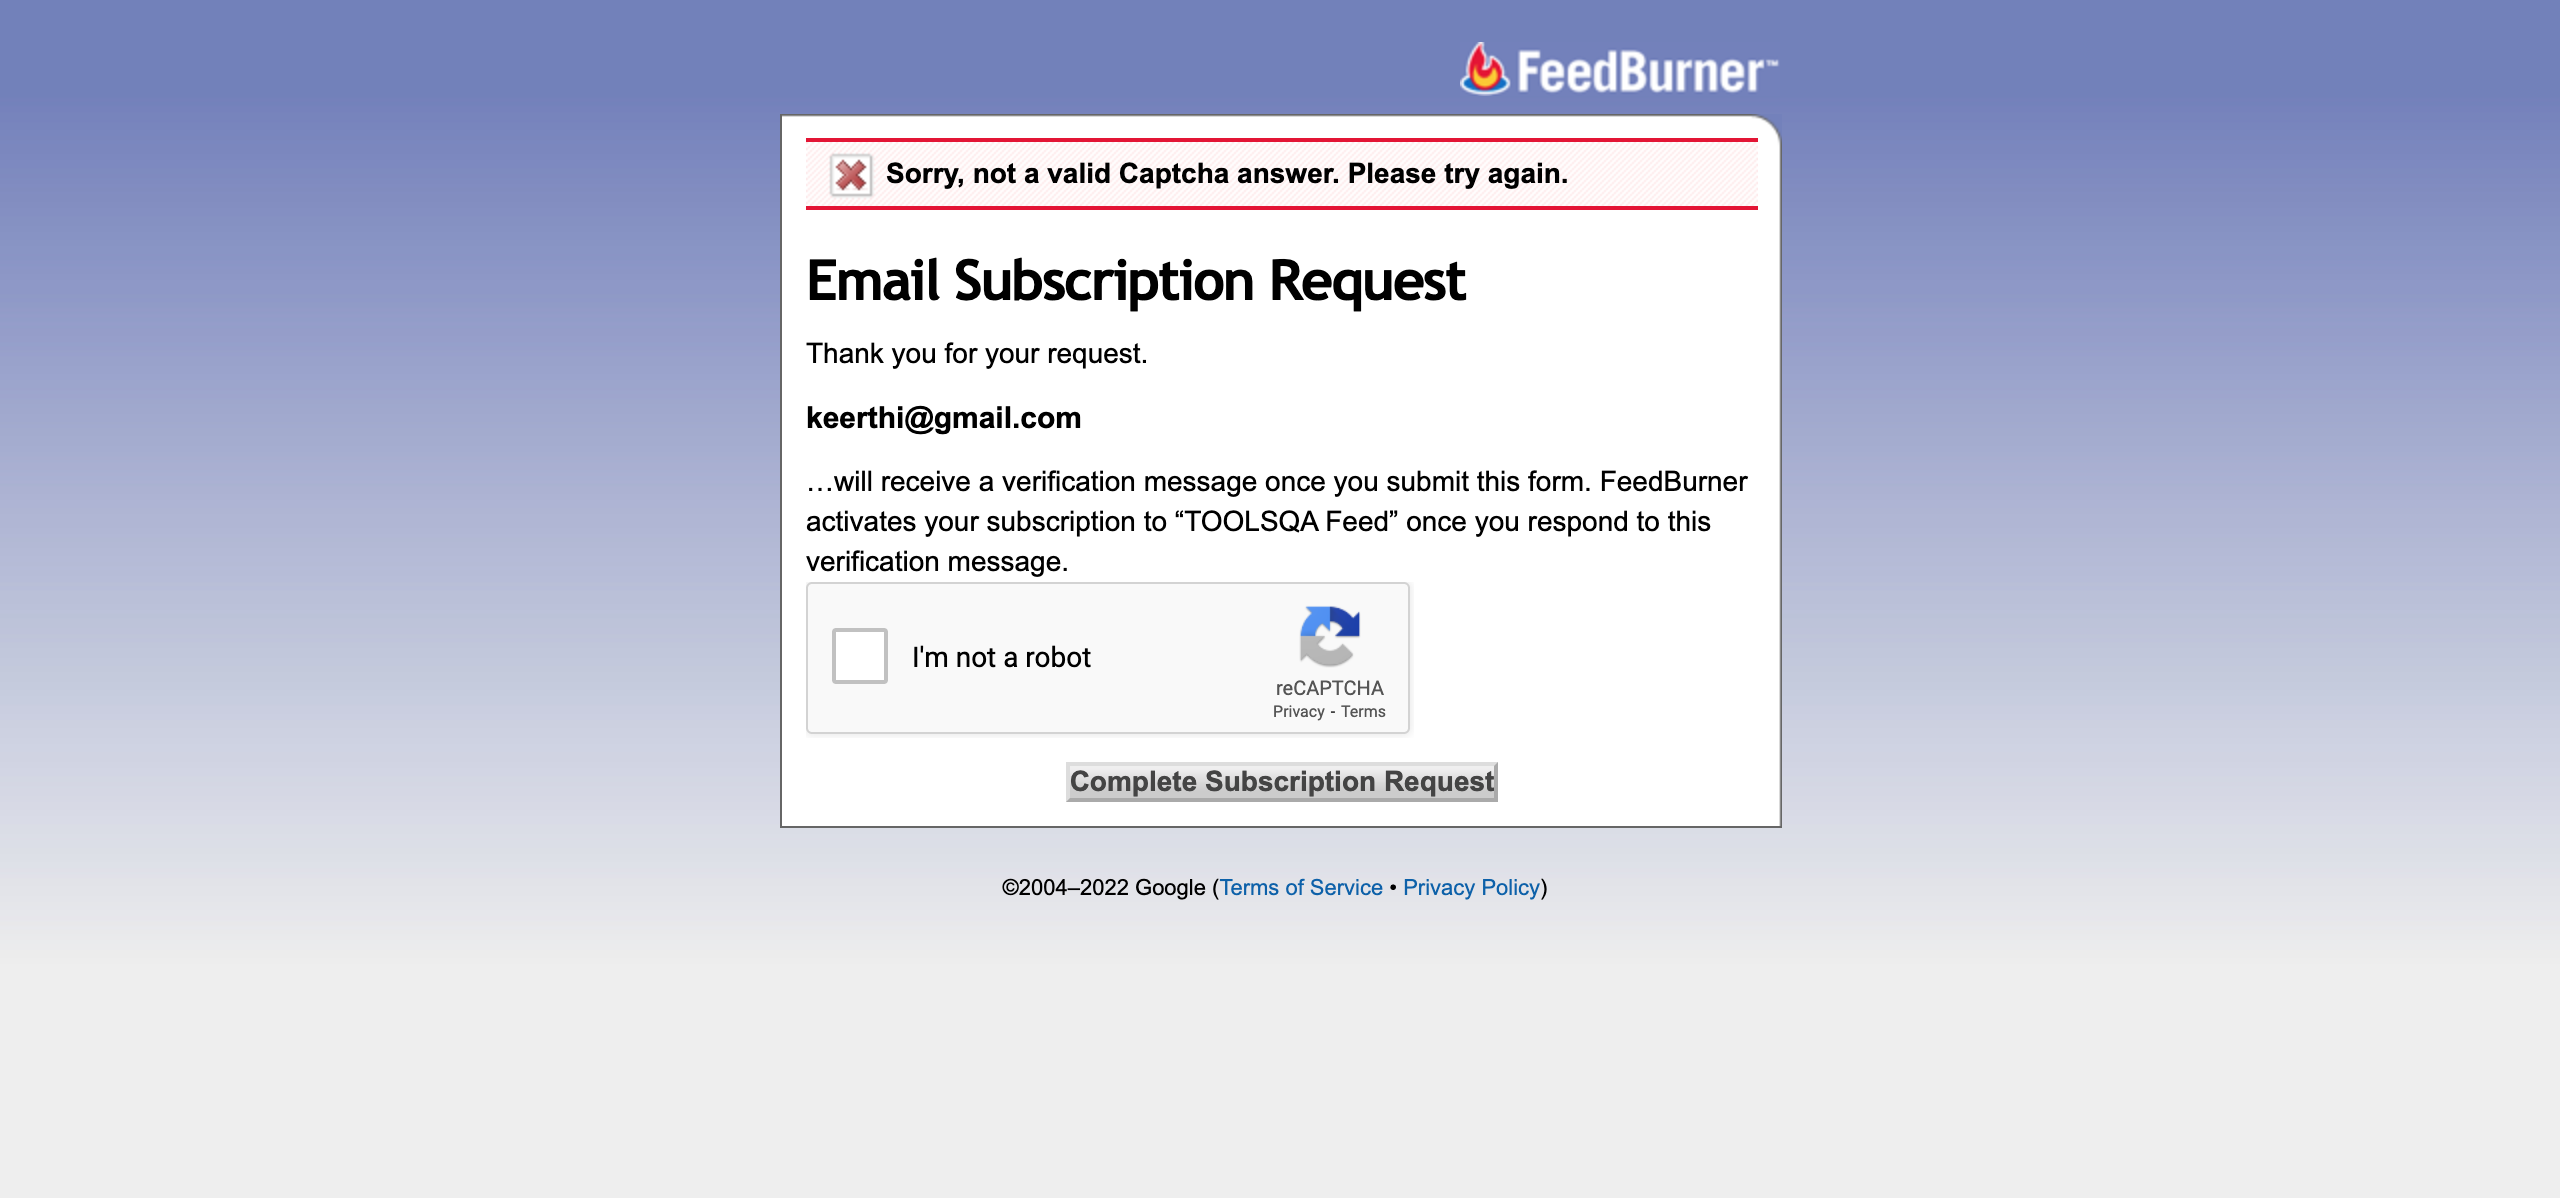 FeedBurner™
Sorry, not a valid Captcha answer. Please try again.
Email Subscription Request
Thank you for your request.
keerthi@gmail.com
…will receive a verification message once you submit this form. FeedBurner
activates your subscription to “TOOLSQA Feed” once you respond to this
verification message.
I'm not a robot
reCAPTCHA
Privacy - Terms
Complete Subscription Request
©2004–2022 Google (Terms of Service • Privacy Policy)